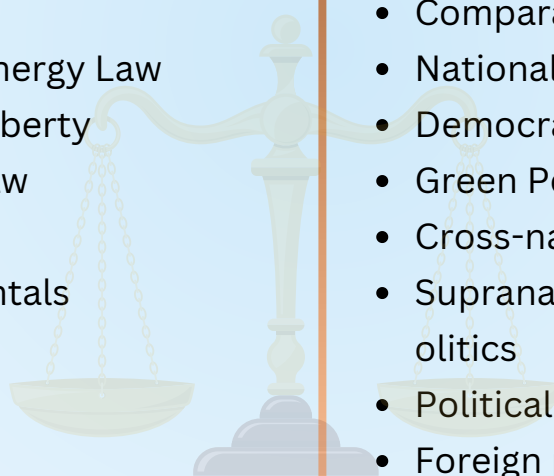 nergy Law
berty
w
ntals
• Compara
• National
• Democra
• Green Po
• Cross-na
• Suprana
olitics
• Political
• Foreign